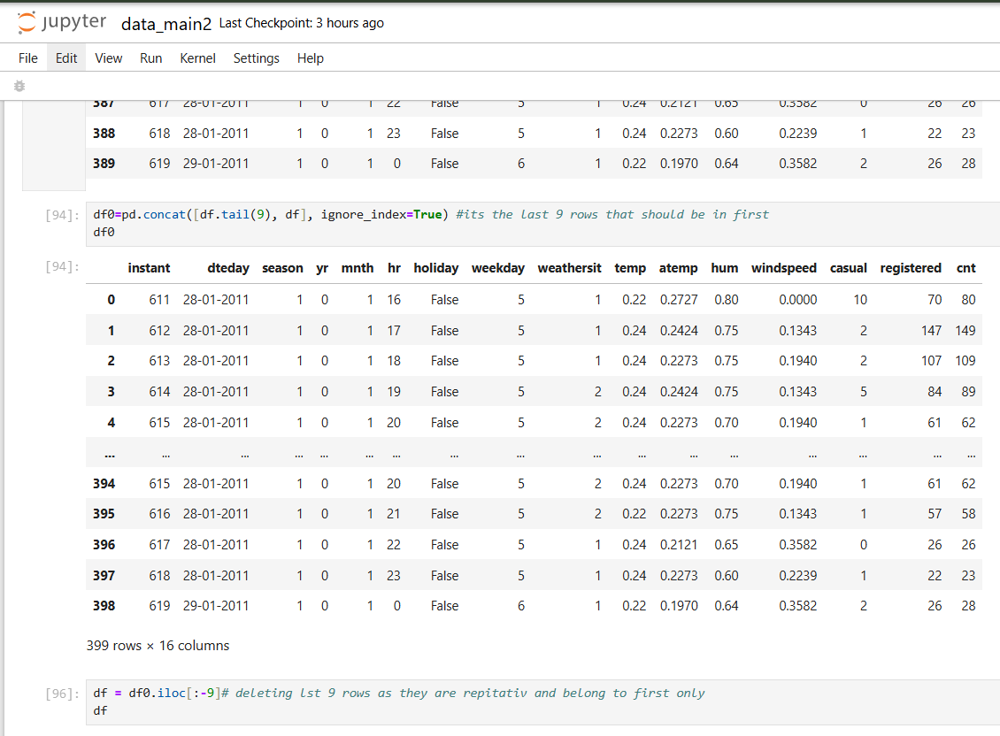 jupyter data_main2 Last Checkpoint: 3 hours ago
File Edit View Run Kernel Settings Help
387 617 28-01-2011 1 0 1 22 False 5 1 0.24 0.2121 0.65 0.3582 0 26 26
388 618 28-01-2011 1 0 1 23 False 5 1 0.24 0.2273 0.60 0.2239 1 22 23
389 619 29-01-2011 1 0 1 0 False 6 1 0.22 0.1970 0.64 0.3582 2 26 28
[94]: df0=pd.concat([df.tail(9), df], ignore_index=True) #its the last 9 rows that should be in first
df0
[94]: instant dteday season yr mnth hr holiday weekday weathersit temp atemp hum windspeed casual registered cnt
0 611 28-01-2011 1 0 1 16 False 5 1 0.22 0.2727 0.80 0.0000 10 70 80
1 612 28-01-2011 1 0 1 17 False 5 1 0.24 0.2424 0.75 0.1343 2 147 149
2 613 28-01-2011 1 0 1 18 False 5 1 0.24 0.2273 0.75 0.1940 2 107 109
3 614 28-01-2011 1 0 1 19 False 5 2 0.24 0.2424 0.75 0.1343 5 84 89
4 615 28-01-2011 1 0 1 20 False 5 2 0.24 0.2273 0.70 0.1940 1 61 62
... ... ... ... ... ... ... ... ... ... ... ... ... ... ... ... ...
394 615 28-01-2011 1 0 1 20 False 5 2 0.24 0.2273 0.70 0.1940 1 61 62
395 616 28-01-2011 1 0 1 21 False 5 2 0.22 0.2273 0.75 0.1343 1 57 58
396 617 28-01-2011 1 0 1 22 False 5 1 0.24 0.2121 0.65 0.3582 0 26 26
397 618 28-01-2011 1 0 1 23 False 5 1 0.24 0.2273 0.60 0.2239 1 22 23
398 619 29-01-2011 1 0 1 0 False 6 1 0.22 0.1970 0.64 0.3582 2 26 28
399 rows × 16 columns
[96]: df = df0.iloc[:-9]# deleting lst 9 rows as they are repitativ and belong to first only
df